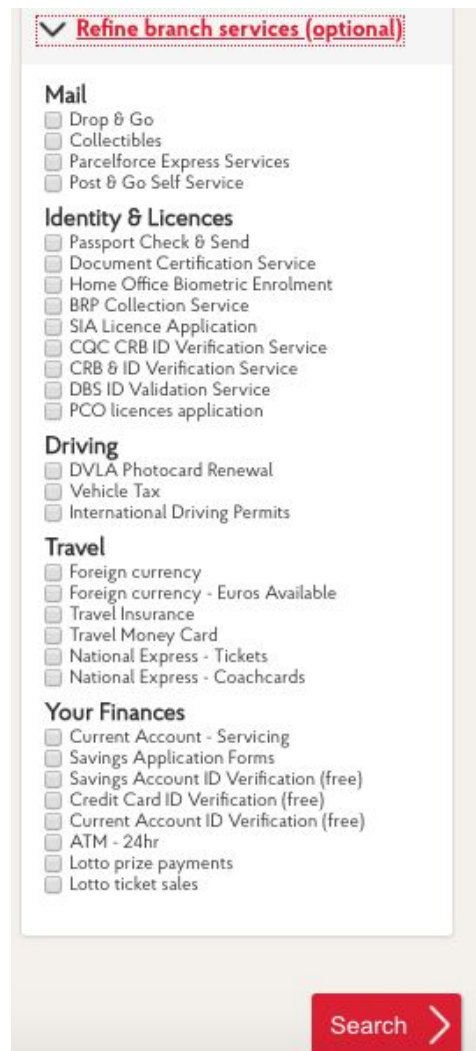 Refine branch services (optional)
Mail
Drop & Go
Collectibles
Parcelforce Express Services
Post & Go Self Service
Identity & Licences
Passport Check & Send
Document Certification Service
Home Office Biometric Enrolment
BRP Collection Service
SIA Licence Application
CQC CRB ID Verification Service
CRB & ID Verification Service
DBS ID Validation Service
PCO licences application
Driving
DVLA Photocard Renewal
Vehicle Tax
International Driving Permits
Travel
Foreign currency
Foreign currency - Euros Available
Travel Insurance
Travel Money Card
National Express - Tickets
National Express - Coachcards
Your Finances
Current Account - Servicing
Savings Application Forms
Savings Account ID Verification (free)
Credit Card ID Verification (free)
Current Account ID Verification (free)
ATM - 24hr
Lotto prize payments
Lotto ticket sales
Search